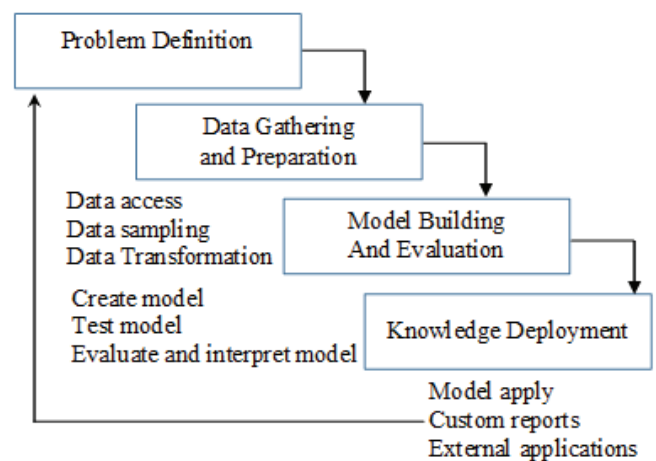 Problem Definition
Data Gathering
and Preparation
Data access
Data sampling
Data Transformation
Model Building
And Evaluation
Create model
Test model
Evaluate and interpret model
Knowledge Deployment
Model apply
Custom reports
External applications